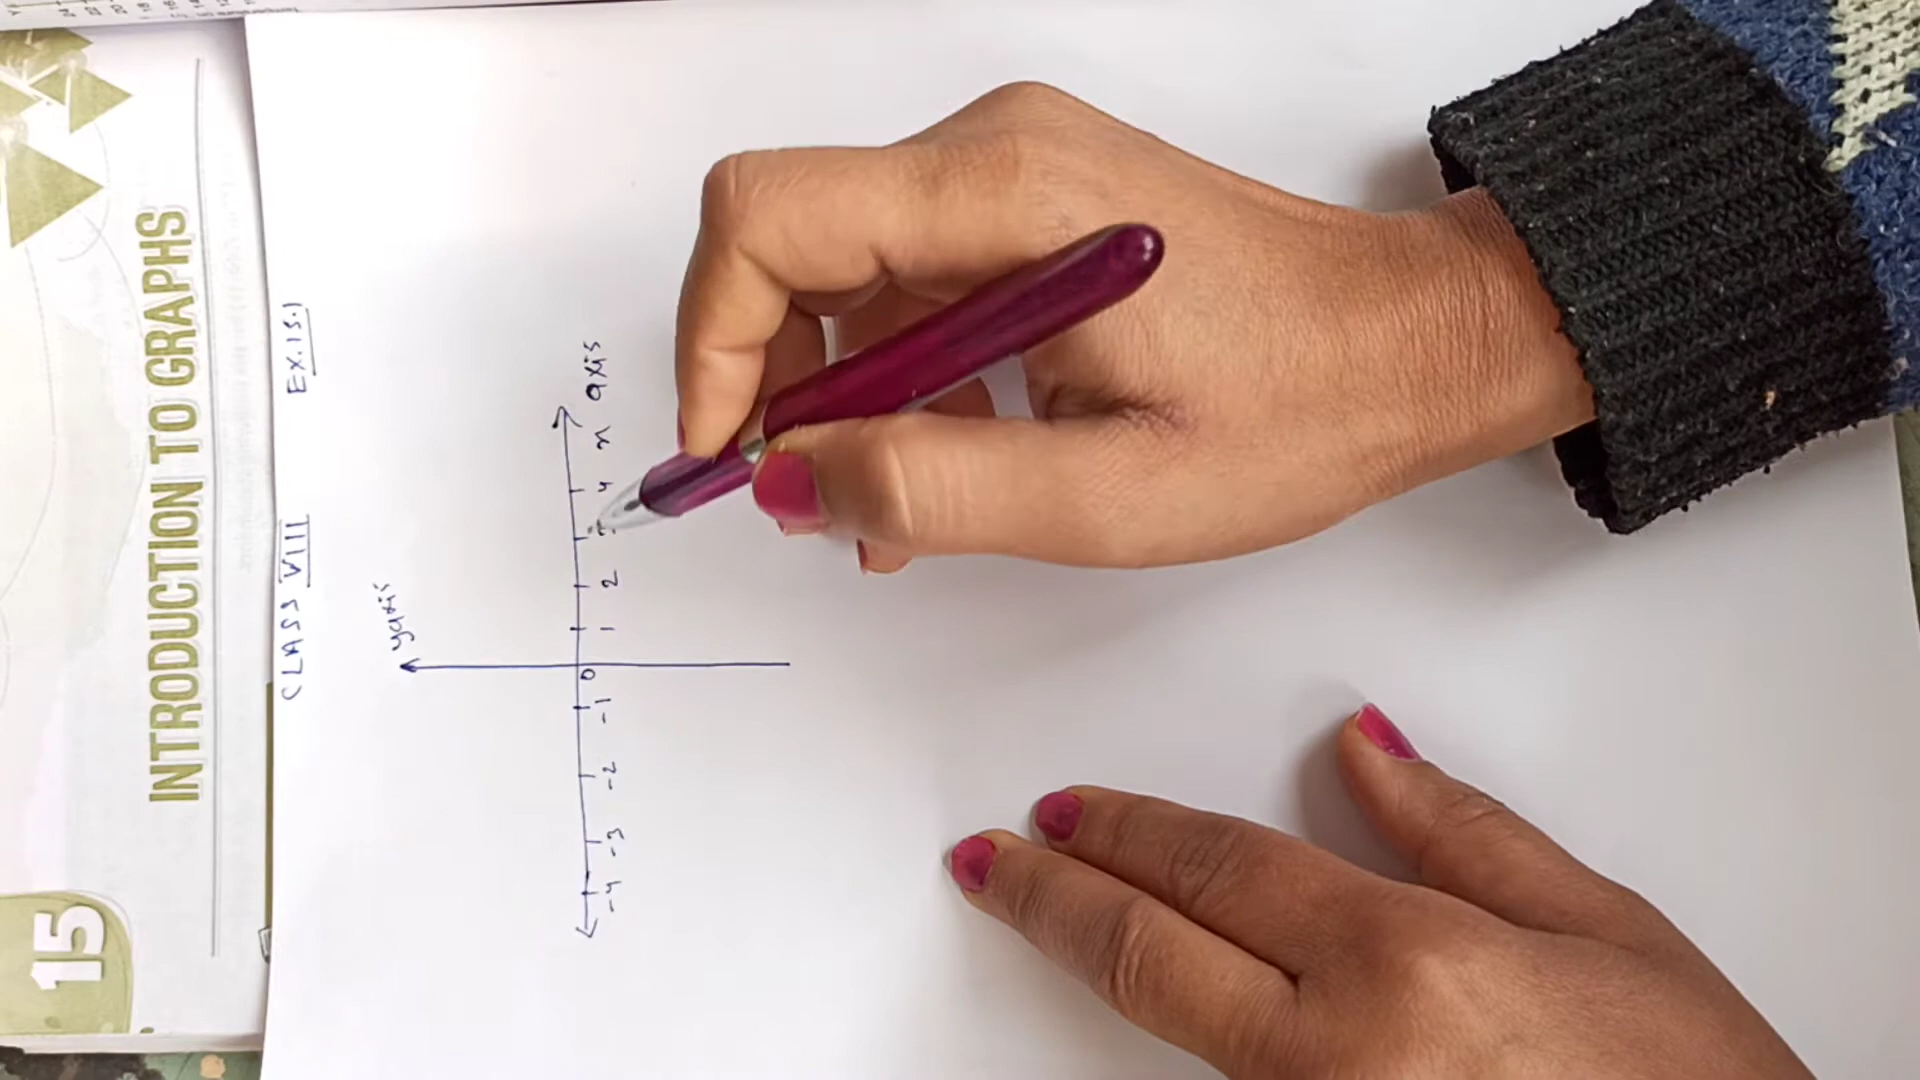 15
INTRODUCTION TO GRAPHS
CLASS VIII EX.15.1
y axis
-4 -3 -2 -1 0 1 2 4 x axis